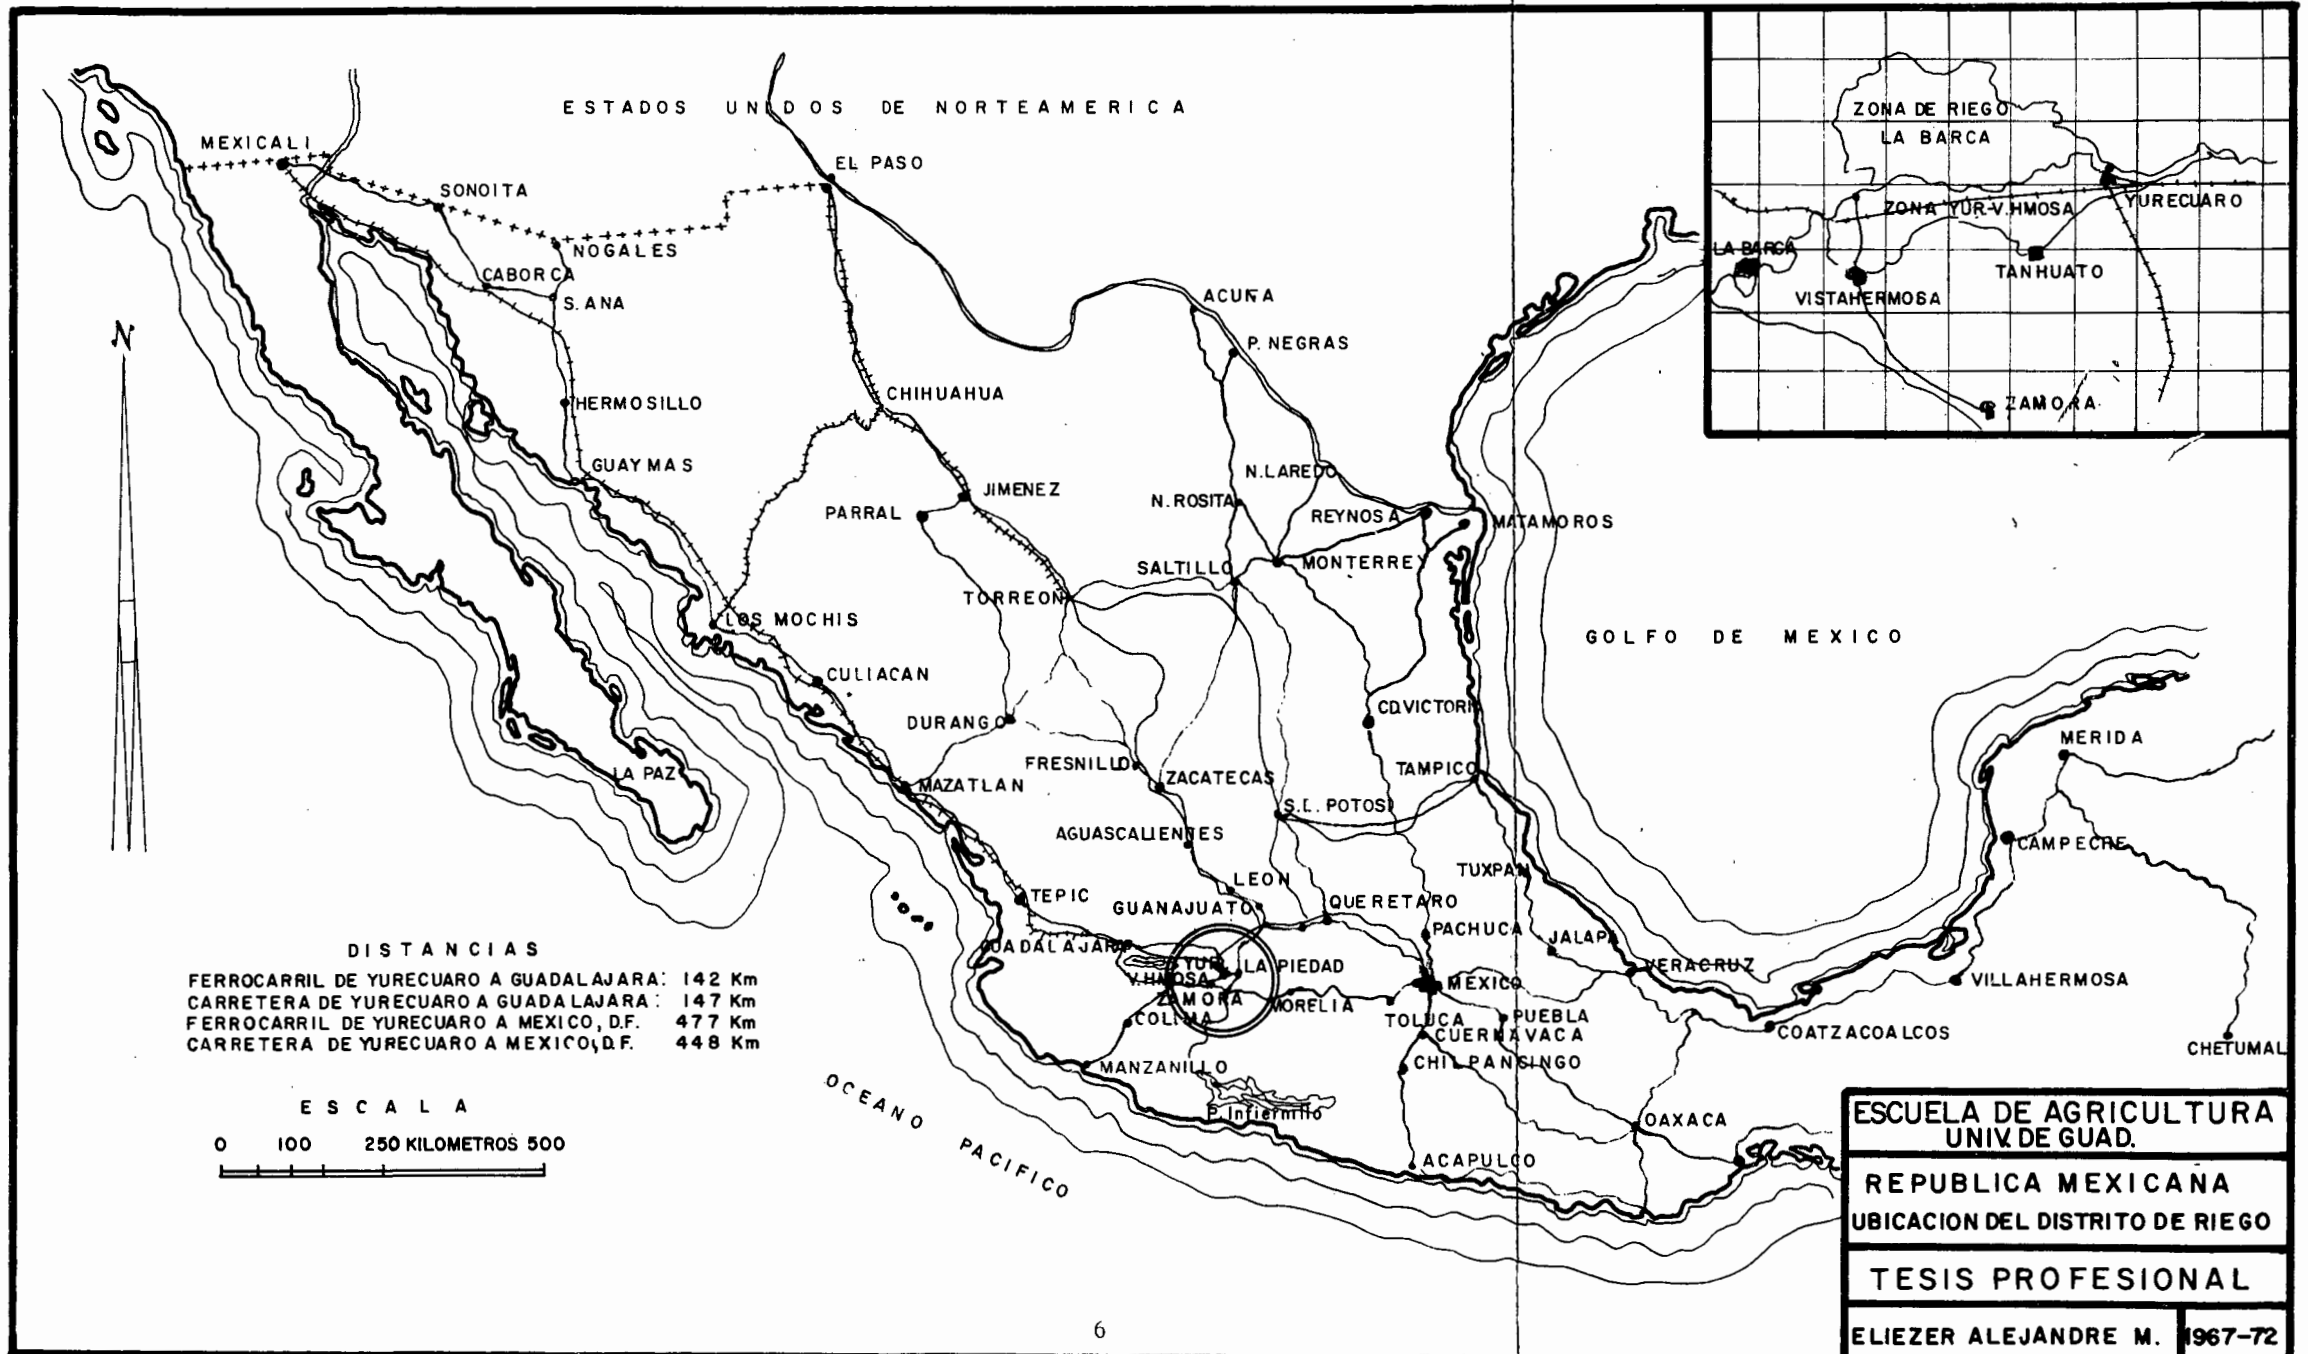 ESTADOS UNIDOS DE NORTEAMERICA
MEXICALI
SONOITA
EL PASO
NOGALES
CABORCA
S. ANA
ACUÑA
P. NEGRAS
N
HERMOSILLO
CHIHUAHUA
GUAYMAS
JIMENEZ
PARRAL
N. LAREDO
N. ROSITA
REYNOSA
MATAMOROS
MONTERREY
SALTILLO
TORREON
LOS MOCHIS
GOLFO DE MEXICO
CULIACAN
DURANGO
CD. VICTORIA
LA PAZ
MAZATLAN
FRESNILLO
ZACATECAS
TAMPICO
S.L. POTOSI
AGUASCALIENTES
MERIDA
CAMPECHE
TUXPAN
LEON
TEPIC
GUANAJUATO
QUERETARO
PACHUCA
JALAPA
GUADALAJARA
YUR.
LA PIEDAD
V.HMOSA
ZAMORA
MORELIA
MEXICO
VERACRUZ
VILLAHERMOSA
COLIMA
TOLUCA
PUEBLA
CUERNAVACA
COATZACOALCOS
CHETUMAL
MANZANILLO
CHILPANSINGO
P. Infiernillo
OAXACA
ACAPULCO
OCEANO PACIFICO
ZONA DE RIEGO
LA BARCA
ZONA YUR-V.HMOSA
YURECUARO
LA BARCA
TANHUATO
VISTAHERMOSA
ZAMORA
DISTANCIAS
FERROCARRIL DE YURECUARO A GUADALAJARA: 142 Km
CARRETERA DE YURECUARO A GUADALAJARA: 147 Km
FERROCARRIL DE YURECUARO A MEXICO, D.F. 477 Km
CARRETERA DE YURECUARO A MEXICO, D.F. 448 Km
ESCALA
0 100 250 KILOMETROS 500
ESCUELA DE AGRICULTURA
UNIV. DE GUAD.
REPUBLICA MEXICANA
UBICACION DEL DISTRITO DE RIEGO
TESIS PROFESIONAL
ELIEZER ALEJANDRE M. 1967-72
6